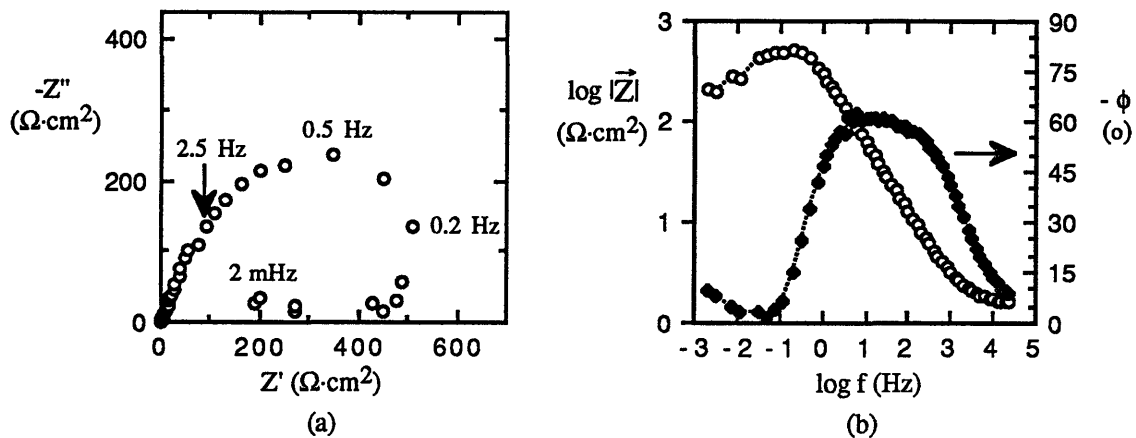 400
-Z"
(Ω·cm2)
200
0
2.5 Hz
0.5 Hz
0.2 Hz
2 mHz
0 200 400 600
Z' (Ω·cm2)
(a)
3
log |Z|
(Ω·cm2)
2
1
0
90
75
60
45
30
15
0
- ϕ
(o)
-3 -2 -1 0 1 2 3 4 5
log f (Hz)
(b)